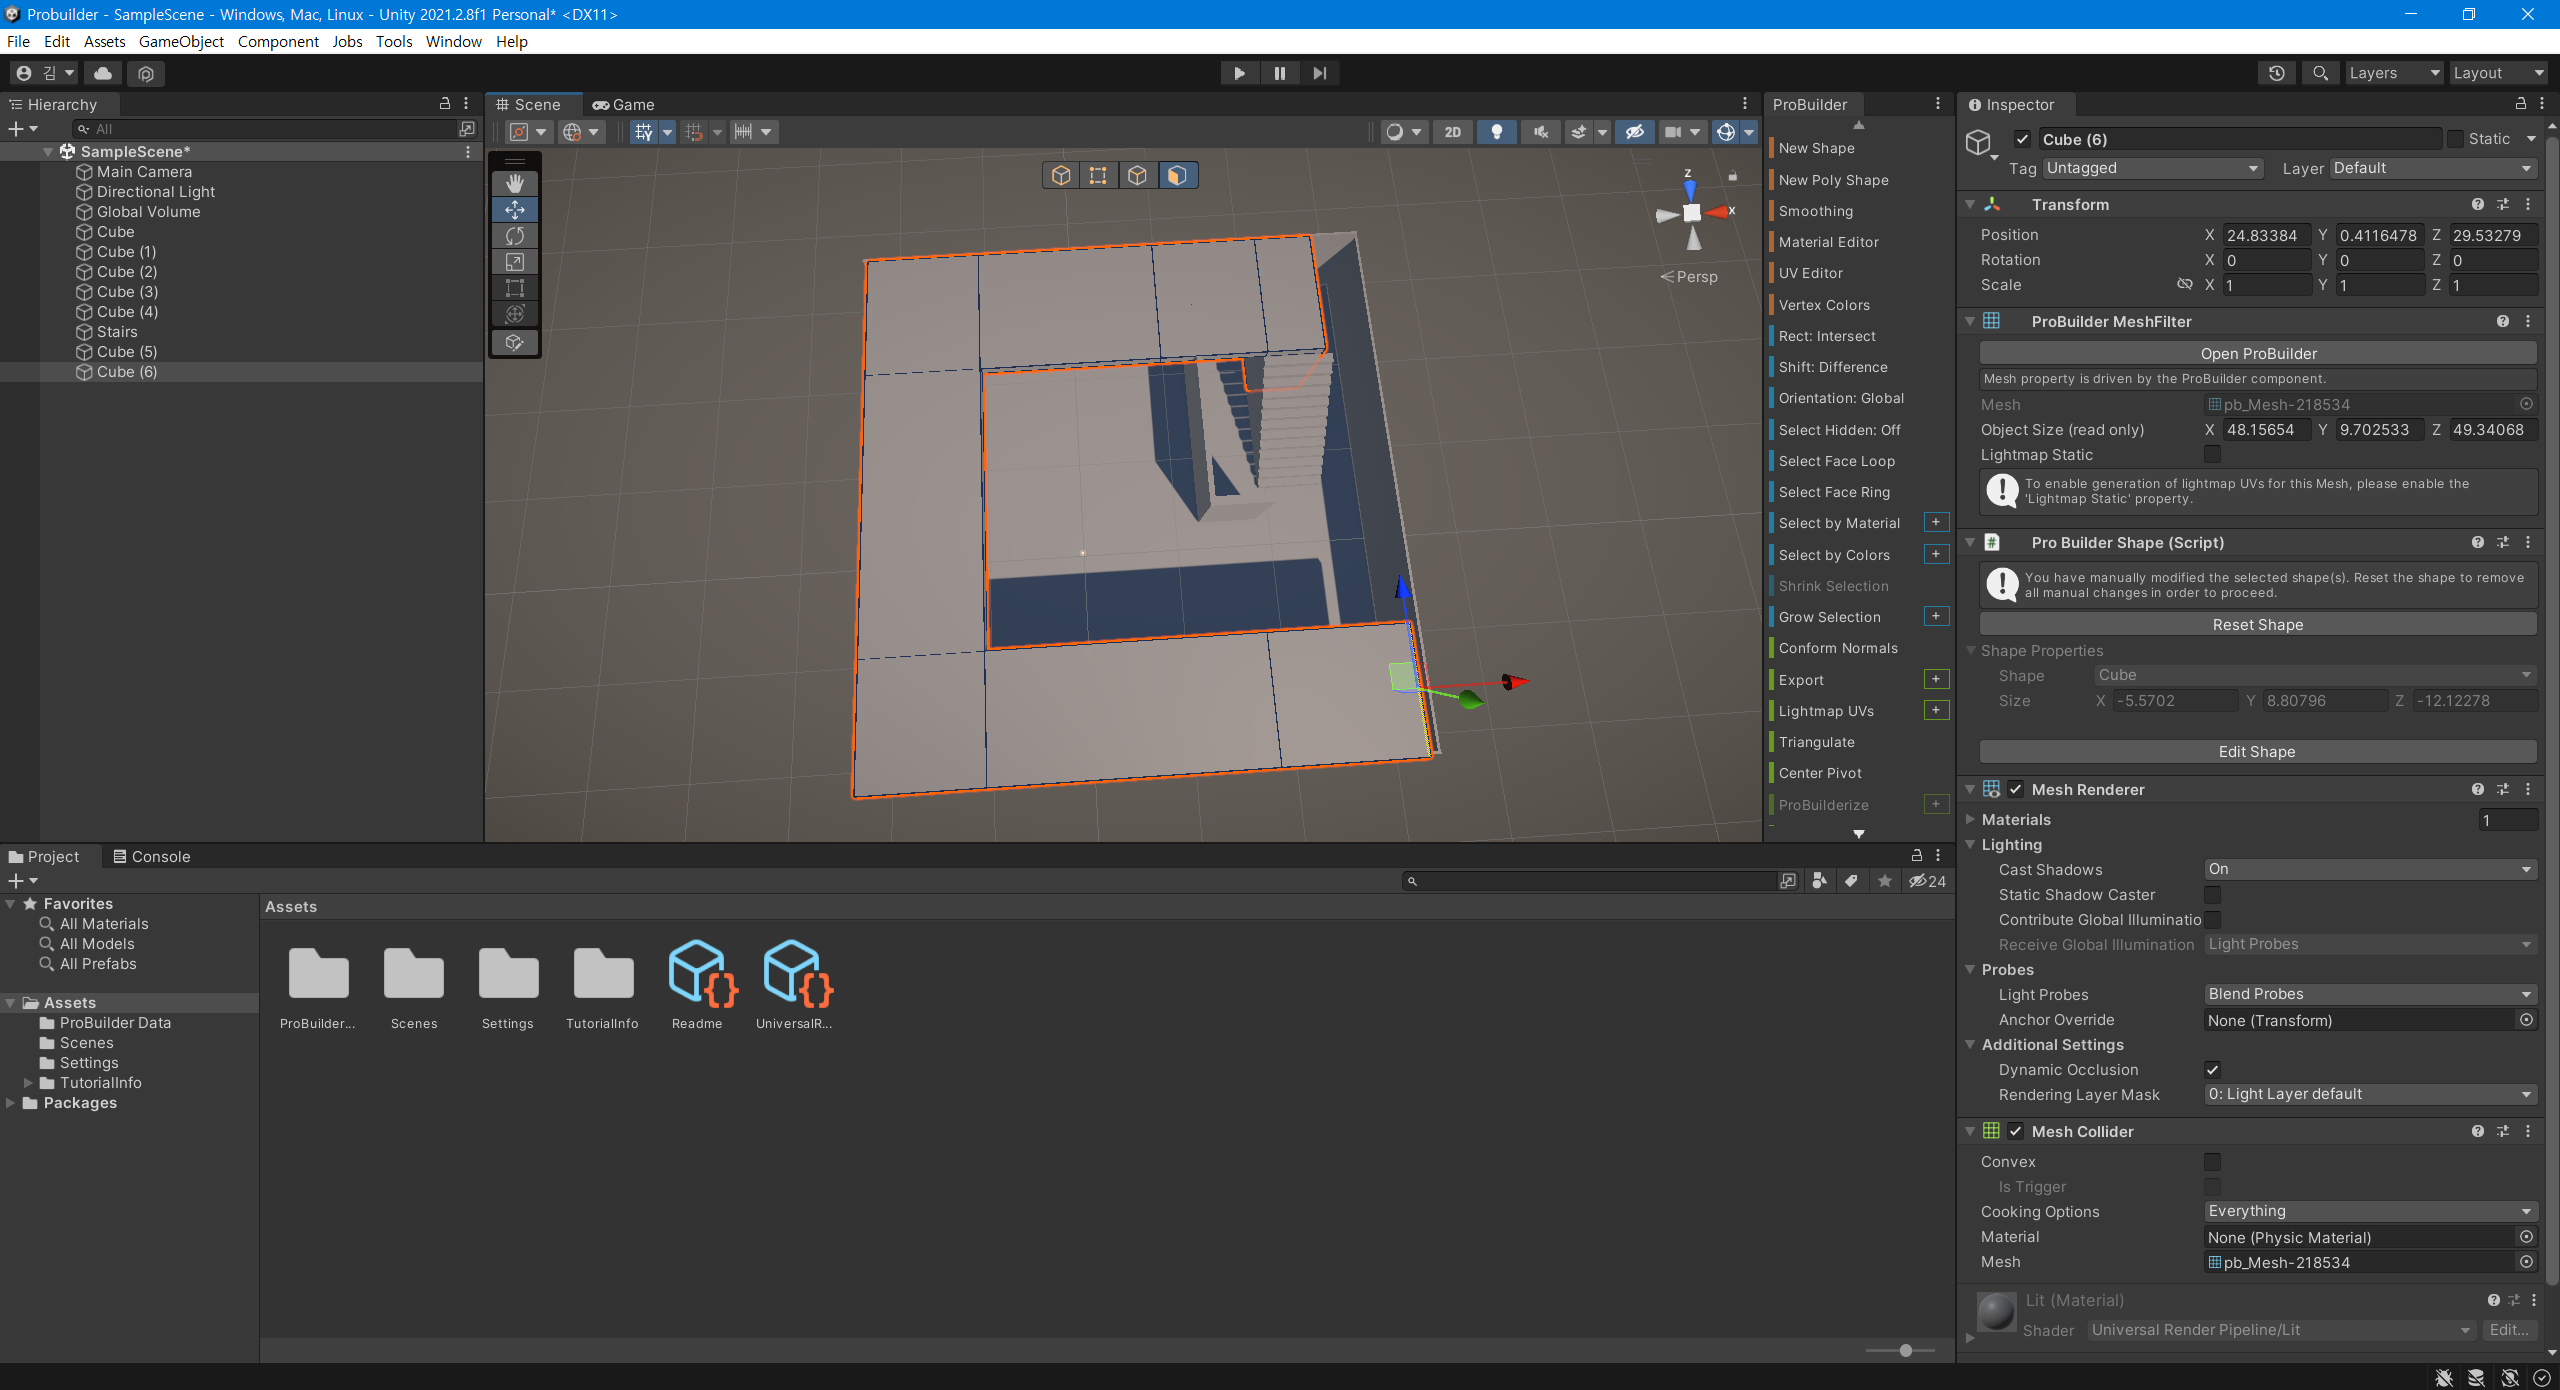 Probuilder - SampleScene - Windows, Mac, Linux - Unity 2021.2.8f1 Personal* <DX11>
File Edit Assets GameObject Component Jobs Tools Window Help
김
Layers
Layout
Hierarchy
All
SampleScene*
Main Camera
Directional Light
Global Volume
Cube
Cube (1)
Cube (2)
Cube (3)
Cube (4)
Stairs
Cube (5)
Cube (6)
Scene
Game
2D
z
x
Persp
ProBuilder
New Shape
New Poly Shape
Smoothing
Material Editor
UV Editor
Vertex Colors
Rect: Intersect
Shift: Difference
Orientation: Global
Select Hidden: Off
Select Face Loop
Select Face Ring
Select by Material +
Select by Colors +
Shrink Selection
Grow Selection +
Conform Normals
Export +
Lightmap UVs +
Triangulate
Center Pivot
ProBuilderize +
Inspector
Cube (6)
Static
Tag Untagged
Layer Default
Transform
Position X 24.83384 Y 0.4116478 Z 29.53279
Rotation X 0 Y 0 Z 0
Scale X 1 Y 1 Z 1
ProBuilder MeshFilter
Open ProBuilder
Mesh property is driven by the ProBuilder component.
Mesh pb_Mesh-218534
Object Size (read only) X 48.15654 Y 9.702533 Z 49.34068
Lightmap Static
To enable generation of lightmap UVs for this Mesh, please enable the
'Lightmap Static' property.
Pro Builder Shape (Script)
You have manually modified the selected shape(s). Reset the shape to remove
all manual changes in order to proceed.
Reset Shape
Shape Properties
Shape Cube
Size X -5.5702 Y 8.80796 Z -12.12278
Edit Shape
Mesh Renderer
Materials 1
Lighting
Cast Shadows On
Static Shadow Caster
Contribute Global Illuminatio
Receive Global Illumination Light Probes
Probes
Light Probes Blend Probes
Anchor Override None (Transform)
Additional Settings
Dynamic Occlusion
Rendering Layer Mask 0: Light Layer default
Mesh Collider
Convex
Is Trigger
Cooking Options Everything
Material None (Physic Material)
Mesh pb_Mesh-218534
Lit (Material)
Shader Universal Render Pipeline/Lit Edit...
Project
Console
24
Favorites
All Materials
All Models
All Prefabs
Assets
ProBuilder Data
Scenes
Settings
TutorialInfo
Packages
Assets
ProBuilder...
Scenes
Settings
TutorialInfo
Readme
UniversalR...